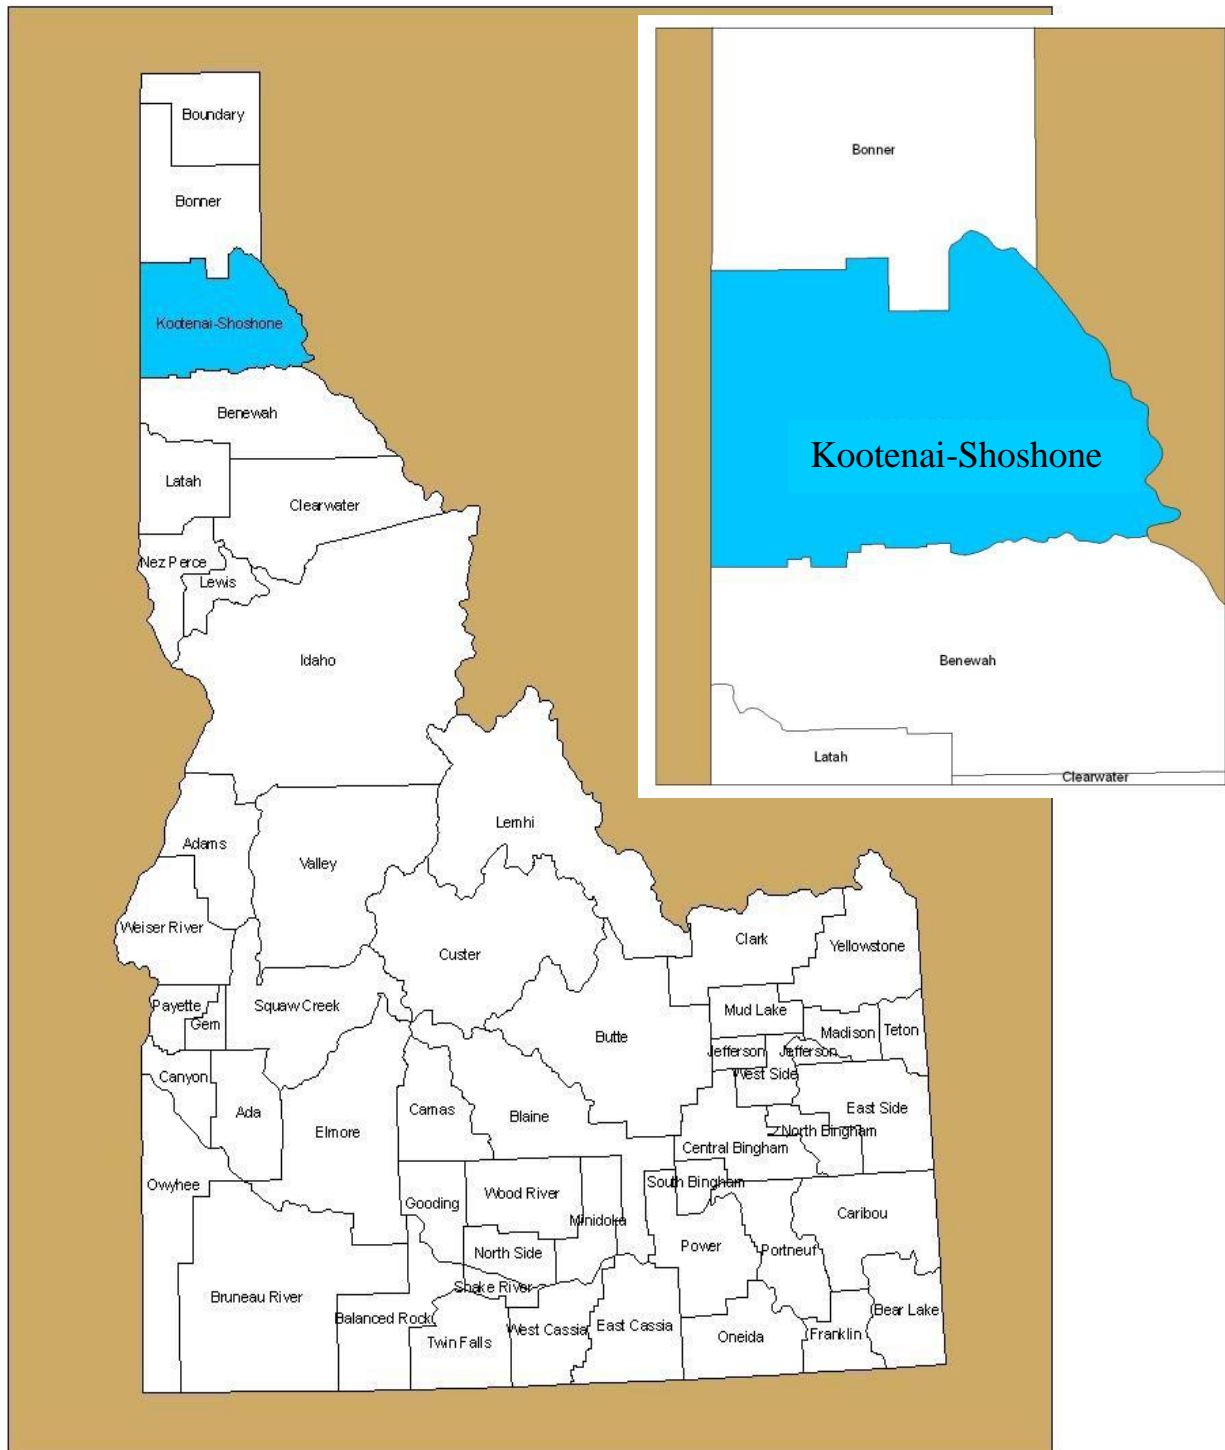 Boundary
Bonner
Kootenai-Shoshone
Benewah
Latah
Clearwater
Nez Perce
Lewis
Idaho
Adams
Valley
Lemhi
Weiser River
Custer
Clark
Yellowstone
Payette
Gem
Squaw Creek
Butte
Mud Lake
Madison
Teton
Jefferson
Jefferson
West Side
Canyon
Ada
Elmore
Camas
Blaine
East Side
North Bingham
Central Bingham
South Bingham
Owyhee
Gooding
Wood River
Minidoka
Caribou
North Side
Power
Portneuf
Snake River
Bruneau River
Balanced Rock
Twin Falls
West Cassia
East Cassia
Oneida
Franklin
Bear Lake
Bonner
Kootenai-Shoshone
Benewah
Latah
Clearwater